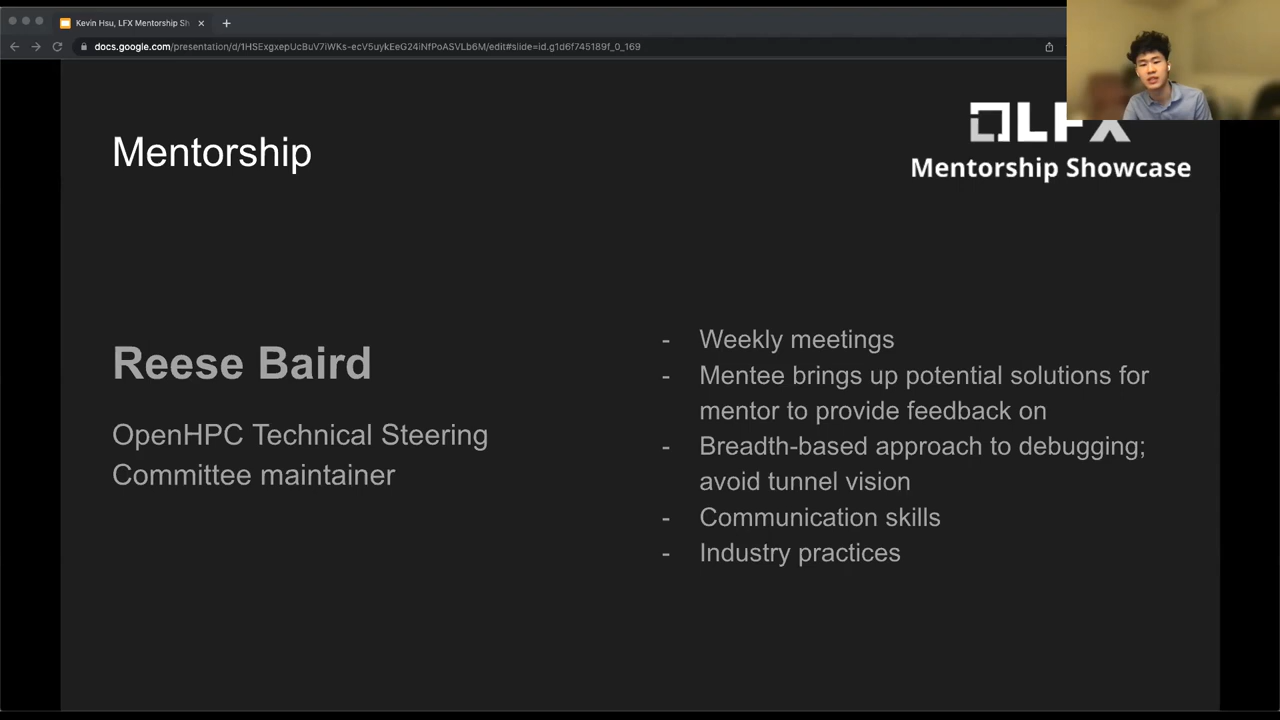 Kevin Hsu, LFX Mentorship Sh
docs.google.com/presentation/d/1HSExgxepUcBuV7iWKs-ecV5uykEeG24iNfPoASVLb6M/edit#slide=id.g1d6f745189f_0_169
Mentorship
LFX
Mentorship Showcase
Reese Baird
OpenHPC Technical Steering
Committee maintainer
- Weekly meetings
- Mentee brings up potential solutions for
mentor to provide feedback on
- Breadth-based approach to debugging;
avoid tunnel vision
- Communication skills
- Industry practices